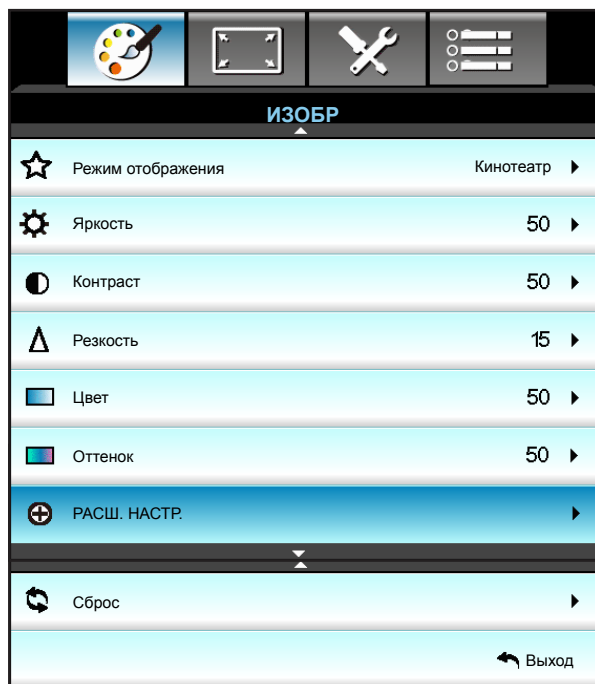 ИЗОБР
Режим отображения Кинотеатр
Яркость 50
Контраст 50
Резкость 15
Цвет 50
Оттенок 50
РАСШ. НАСТР.
Сброс
Выход